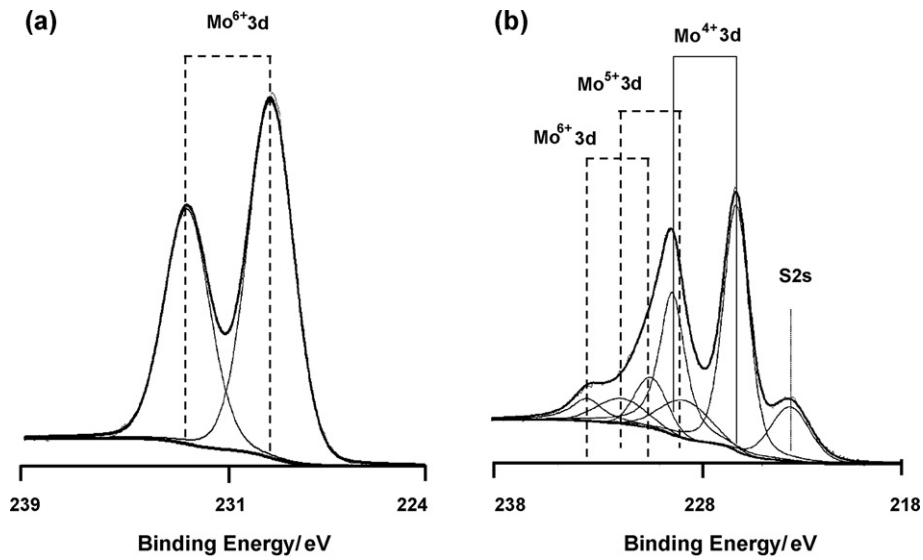 (a)
Mo6+3d
239
231
224
Binding Energy/eV
(b)
Mo4+3d
Mo5+3d
Mo6+3d
S2s
238
228
218
Binding Energy/eV